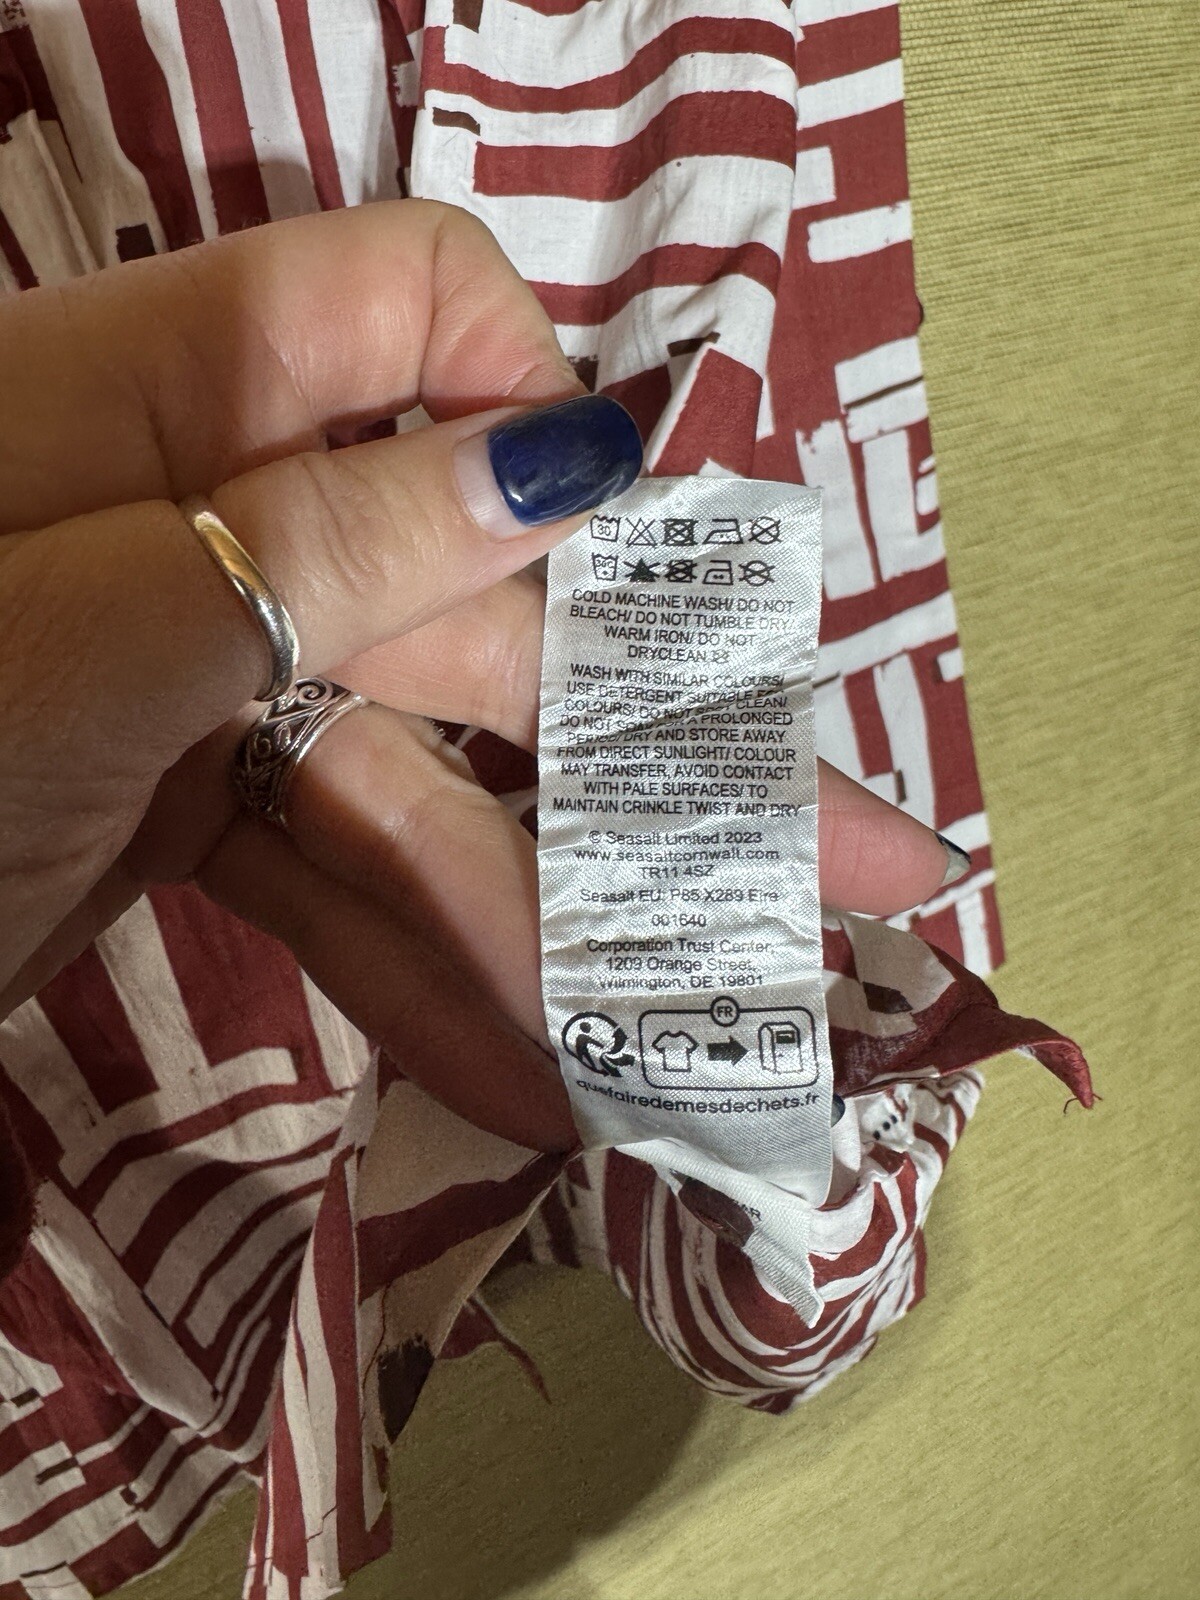 30
30°C
COLD MACHINE WASH/ DO NOT
BLEACH/ DO NOT TUMBLE DRY/
WARM IRON/ DO NOT
DRYCLEAN
WASH WITH SIMILAR COLOURS/
USE DETERGENT SUITABLE FOR
COLOURS/ DO NOT SPOT CLEAN/
DO NOT SOAK FOR A PROLONGED
PERIOD/ DRY AND STORE AWAY
FROM DIRECT SUNLIGHT/ COLOUR
MAY TRANSFER, AVOID CONTACT
WITH PALE SURFACES/ TO
MAINTAIN CRINKLE TWIST AND DRY
© Seasalt Limited 2023
www.seasaltcornwall.com
TR11 4SZ
Seasalt EU: P85 X289 Eire
001640
Corporation Trust Center,
1209 Orange Street,
Wilmington, DE 19801
FR
quefairedemesdechets.fr